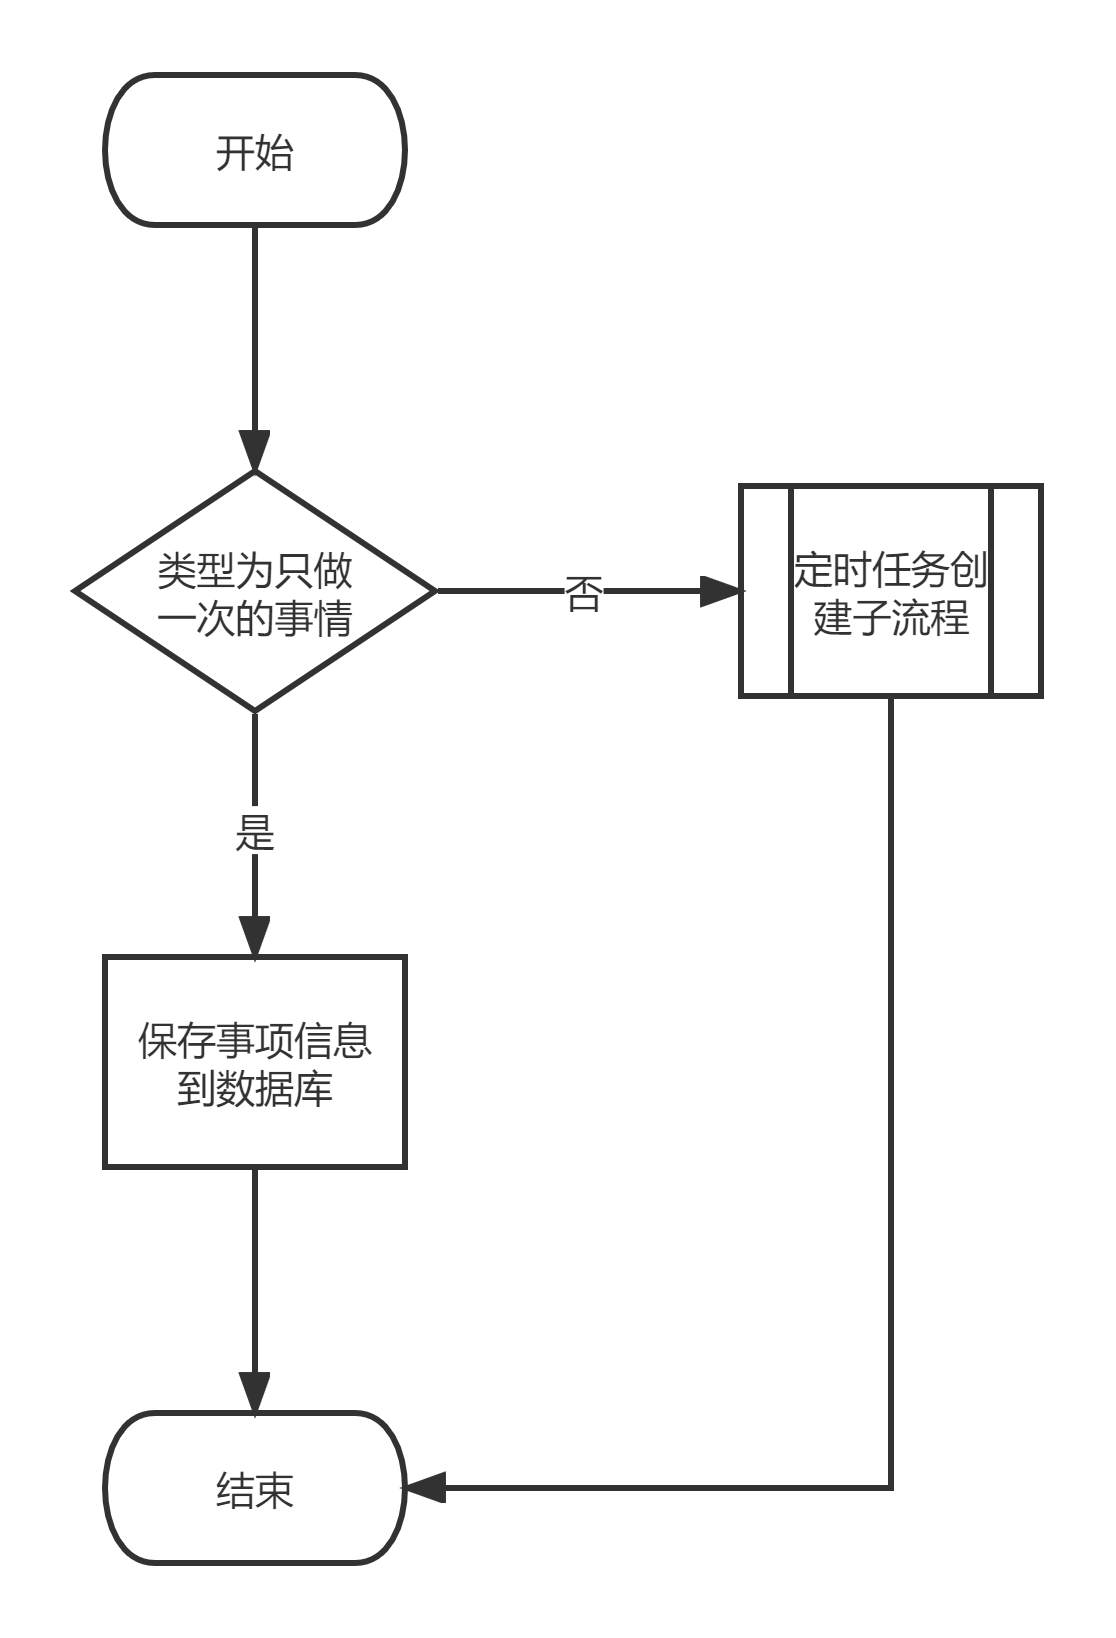 开始
类型为只做
一次的事情
否
定时任务创
建子流程
是
保存事项信息
到数据库
结束